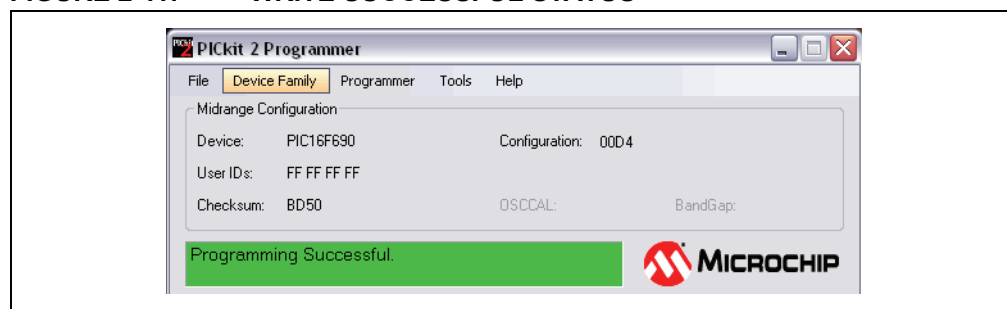 PICkit 2 Programmer
File Device Family Programmer Tools Help
Midrange Configuration
Device: PIC16F690 Configuration: 00D4
User IDs: FF FF FF FF
Checksum: BD50 OSCCAL: BandGap:
Programming Successful.
MICROCHIP